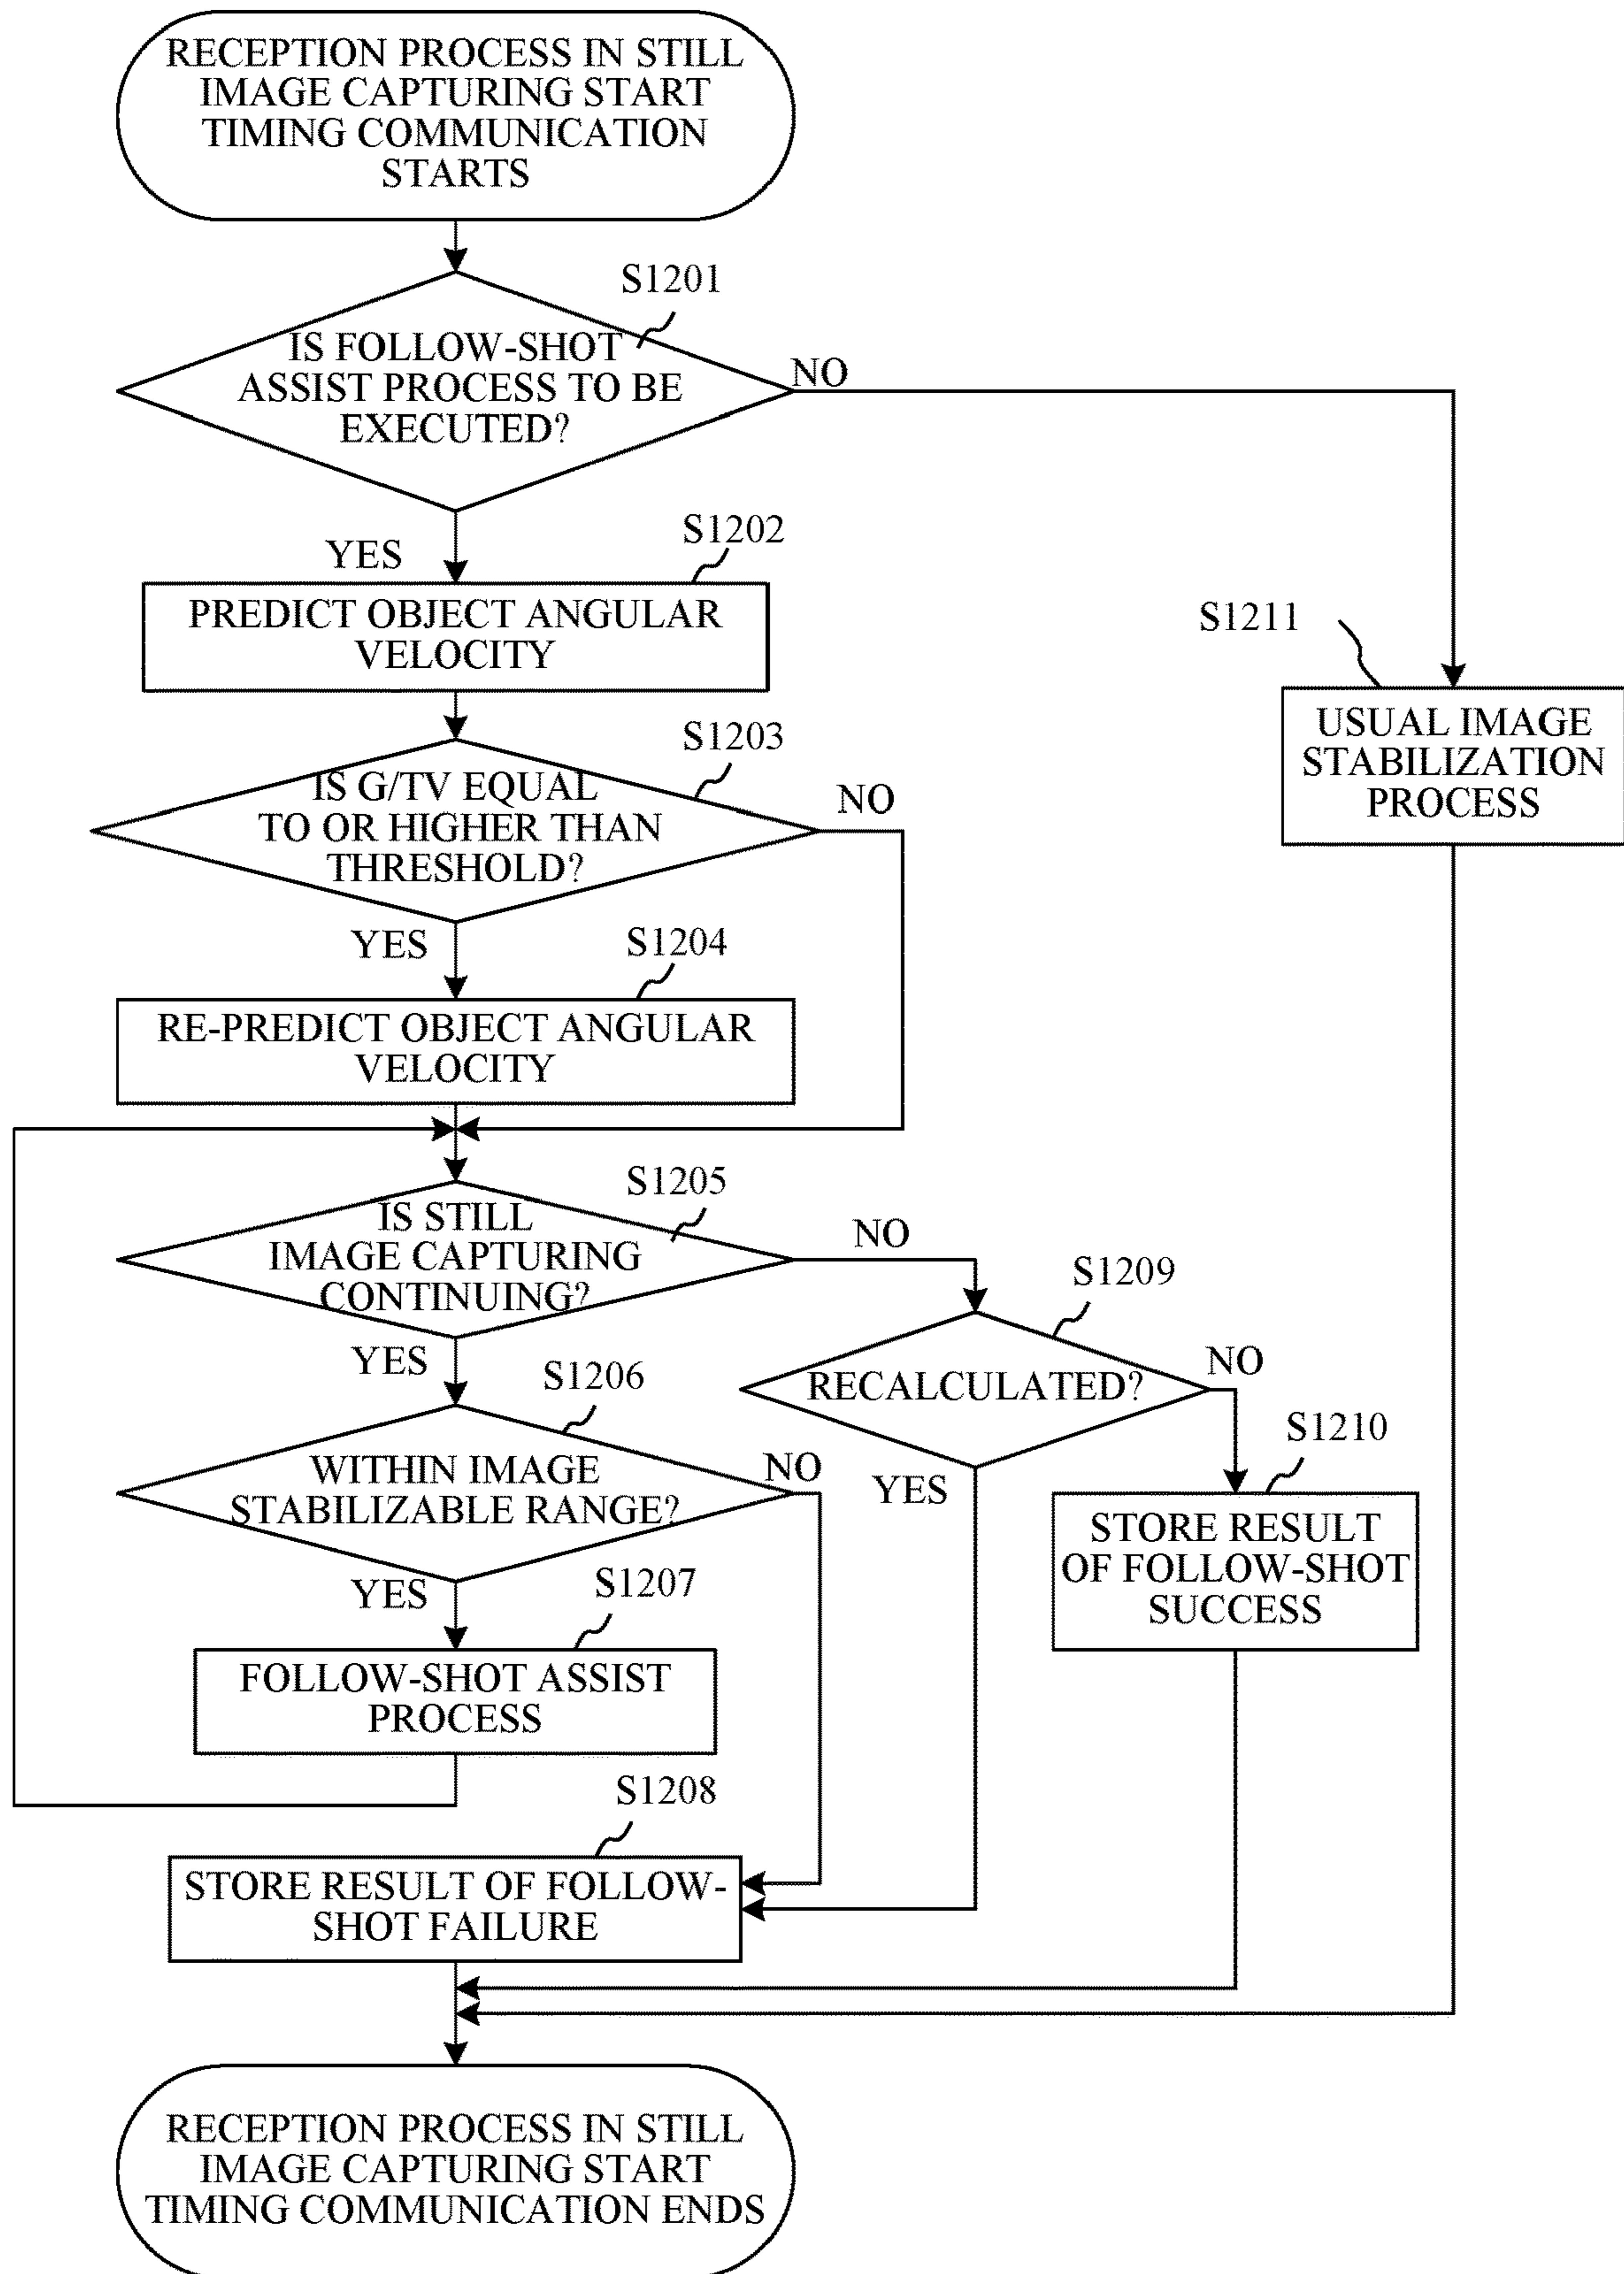 RECEPTION PROCESS IN STILL
IMAGE CAPTURING START
TIMING COMMUNICATION
STARTS
S1201
IS FOLLOW-SHOT
ASSIST PROCESS TO BE
EXECUTED?
NO
YES
S1202
PREDICT OBJECT ANGULAR
VELOCITY
S1211
USUAL IMAGE
STABILIZATION
PROCESS
S1203
IS G/TV EQUAL
TO OR HIGHER THAN
THRESHOLD?
NO
YES
S1204
RE-PREDICT OBJECT ANGULAR
VELOCITY
S1205
IS STILL
IMAGE CAPTURING
CONTINUING?
NO
YES
S1209
RECALCULATED?
NO
YES
S1206
WITHIN IMAGE
STABILIZABLE RANGE?
NO
YES
S1210
STORE RESULT
OF FOLLOW-SHOT
SUCCESS
S1207
FOLLOW-SHOT ASSIST
PROCESS
S1208
STORE RESULT OF FOLLOW-
SHOT FAILURE
RECEPTION PROCESS IN STILL
IMAGE CAPTURING START
TIMING COMMUNICATION ENDS